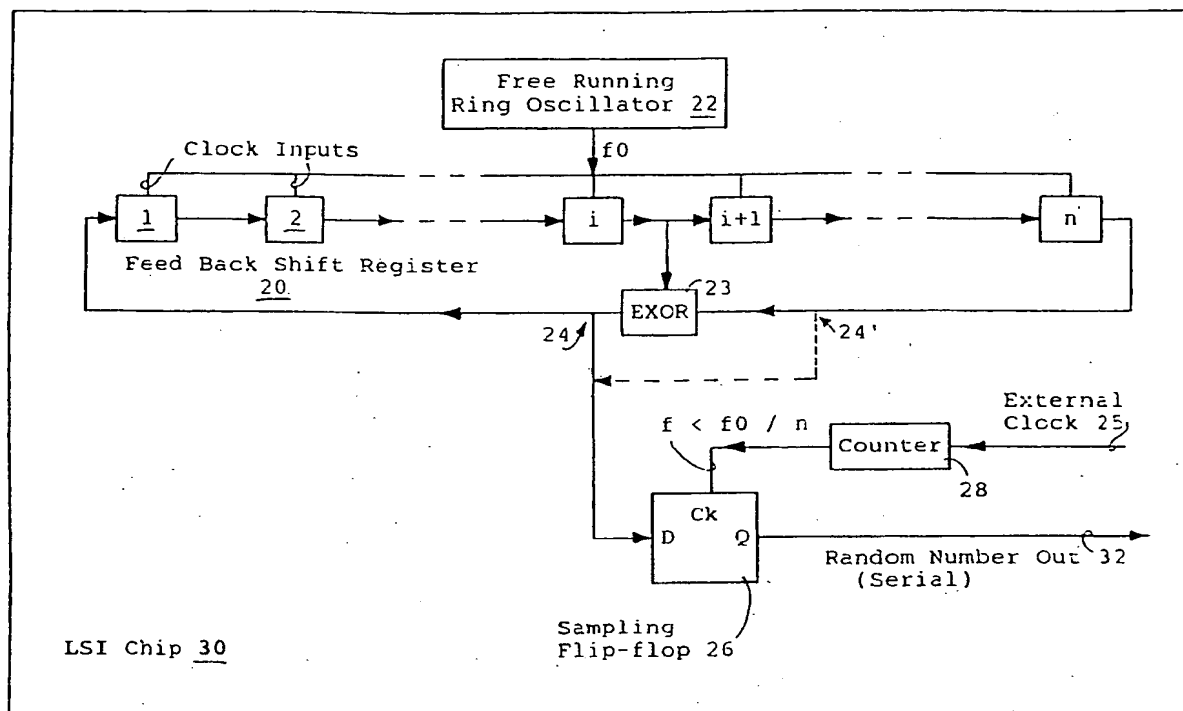 Free Running
Ring Oscillator 22
Clock Inputs
f0
1
2
i
i+1
n
Feed Back Shift Register
20
EXOR
23
24
24'
External
Clock 25
f < f0 / n
Counter
28
Ck
D
Q
Random Number Out 32
(Serial)
Sampling
Flip-flop 26
LSI Chip 30